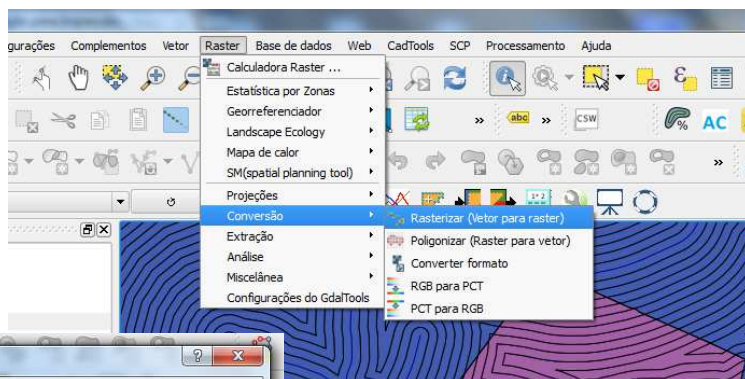 gurações Complementos Vetor Raster Base de dados Web CadTools SCP Processamento Ajuda
Calculadora Raster ...
Estatística por Zonas
Georreferenciador
Landscape Ecology
Mapa de calor
SM(spatial planning tool)
Projeções
Conversão
Extração
Análise
Miscelânea
Configurações do GdalTools
Rasterizar (Vetor para raster)
Poligonizar (Raster para vetor)
Converter formato
RGB para PCT
PCT para RGB
» abc » CSW AC
»